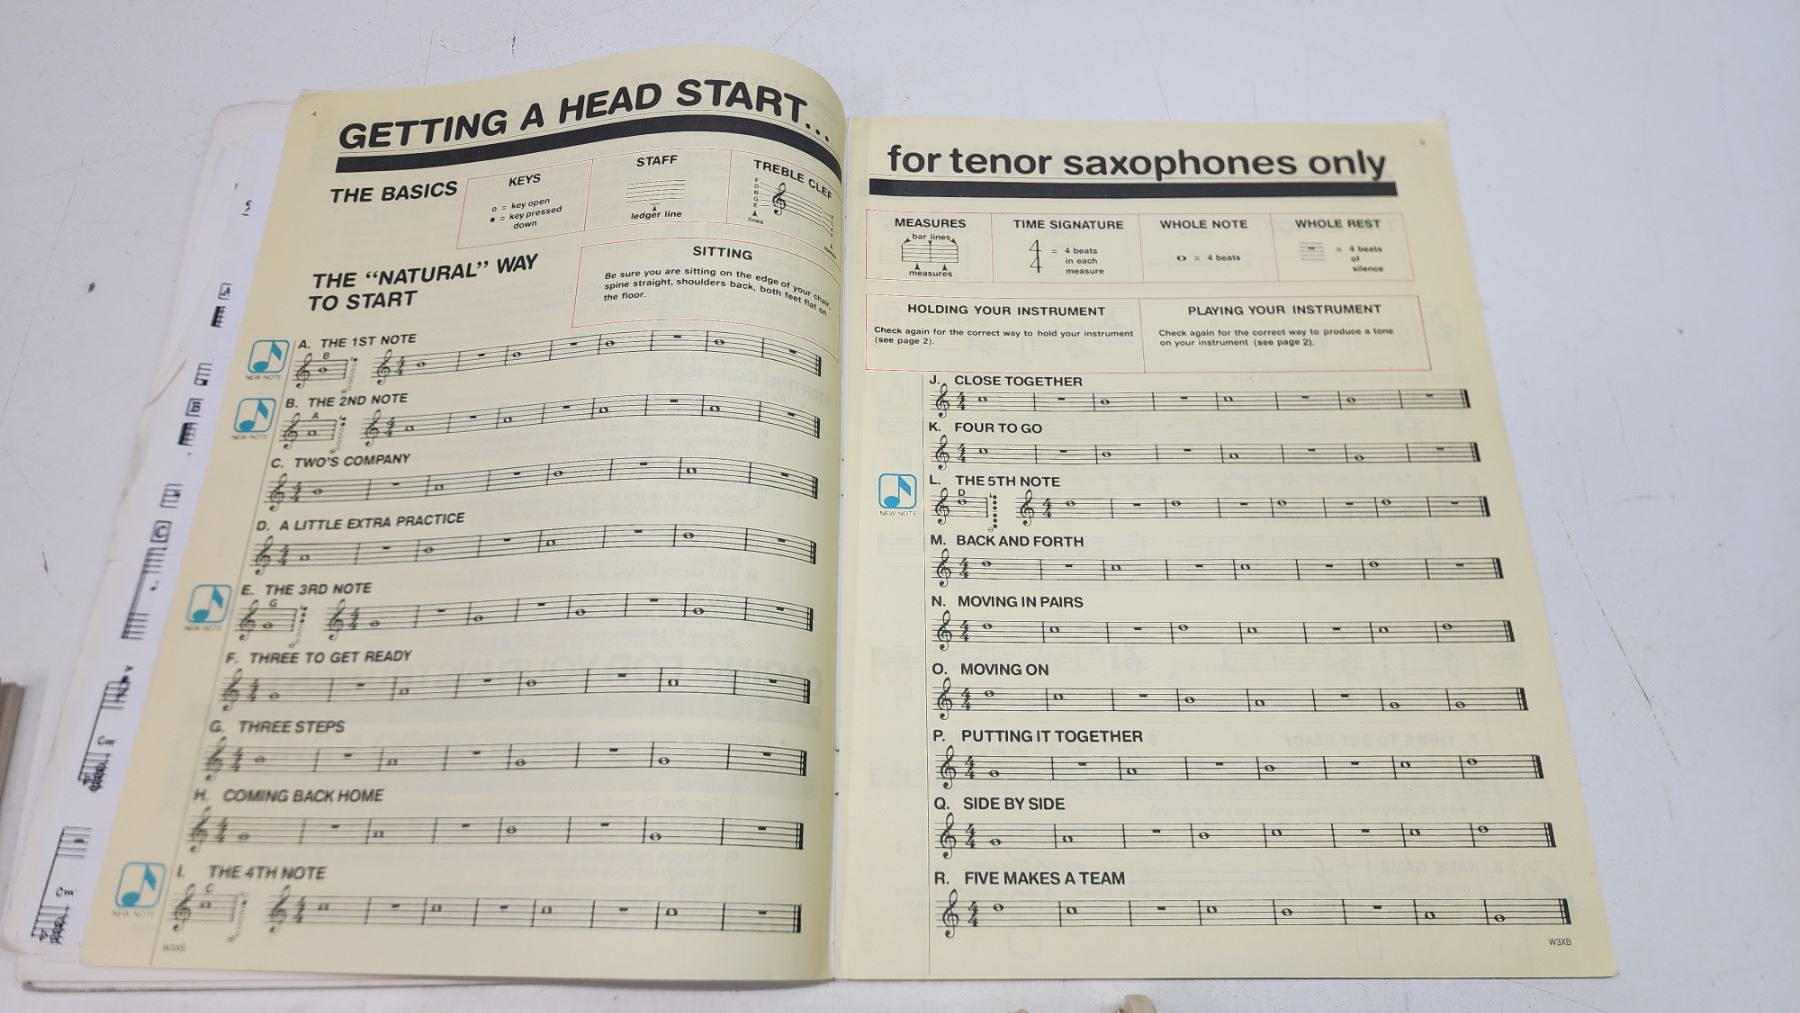 4
GETTING A HEAD START...
THE BASICS
KEYS
o = key open
● = key pressed
down
STAFF
ledger line
TREBLE CLEF
F
D
B
G
E
lines
THE "NATURAL" WAY
TO START
SITTING
Be sure you are sitting on the edge of your chair,
spine straight, shoulders back, both feet flat on
the floor.
A. THE 1ST NOTE
B
NEW NOTE
B. THE 2ND NOTE
A
NEW NOTE
C. TWO'S COMPANY
D. A LITTLE EXTRA PRACTICE
E. THE 3RD NOTE
G
NEW NOTE
F. THREE TO GET READY
G. THREE STEPS
H. COMING BACK HOME
I. THE 4TH NOTE
C
NEW NOTE
W3XB
for tenor saxophones only
MEASURES
bar lines
measures
TIME SIGNATURE
4
4
= 4 beats
in each
measure
WHOLE NOTE
= 4 beats
WHOLE REST
= 4 beats
of
silence
HOLDING YOUR INSTRUMENT
Check again for the correct way to hold your instrument
(see page 2).
PLAYING YOUR INSTRUMENT
Check again for the correct way to produce a tone
on your instrument (see page 2).
J. CLOSE TOGETHER
K. FOUR TO GO
L. THE 5TH NOTE
D
NEW NOTE
M. BACK AND FORTH
N. MOVING IN PAIRS
O. MOVING ON
P. PUTTING IT TOGETHER
Q. SIDE BY SIDE
R. FIVE MAKES A TEAM
W3XB
A
B
C
Cm
Cm